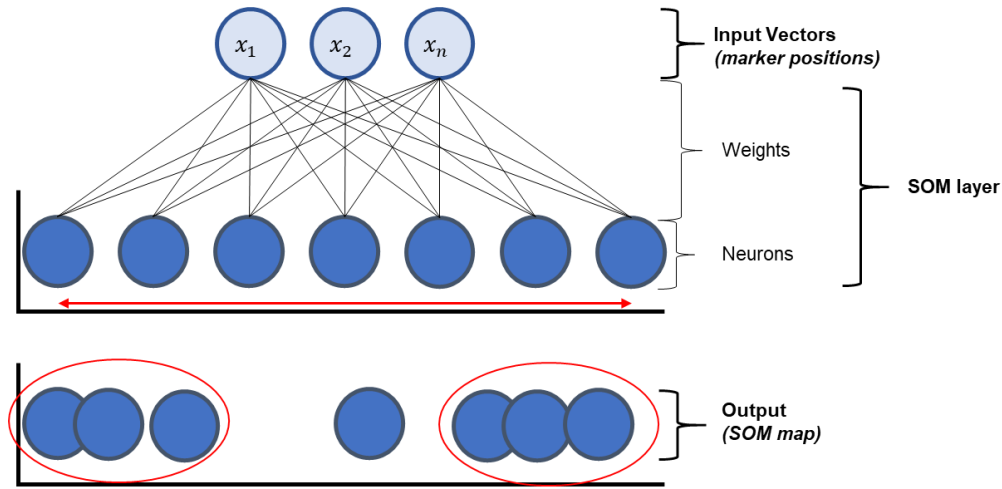 x₁
x₂
xₙ
Input Vectors
(marker positions)
Weights
SOM layer
Neurons
Output
(SOM map)